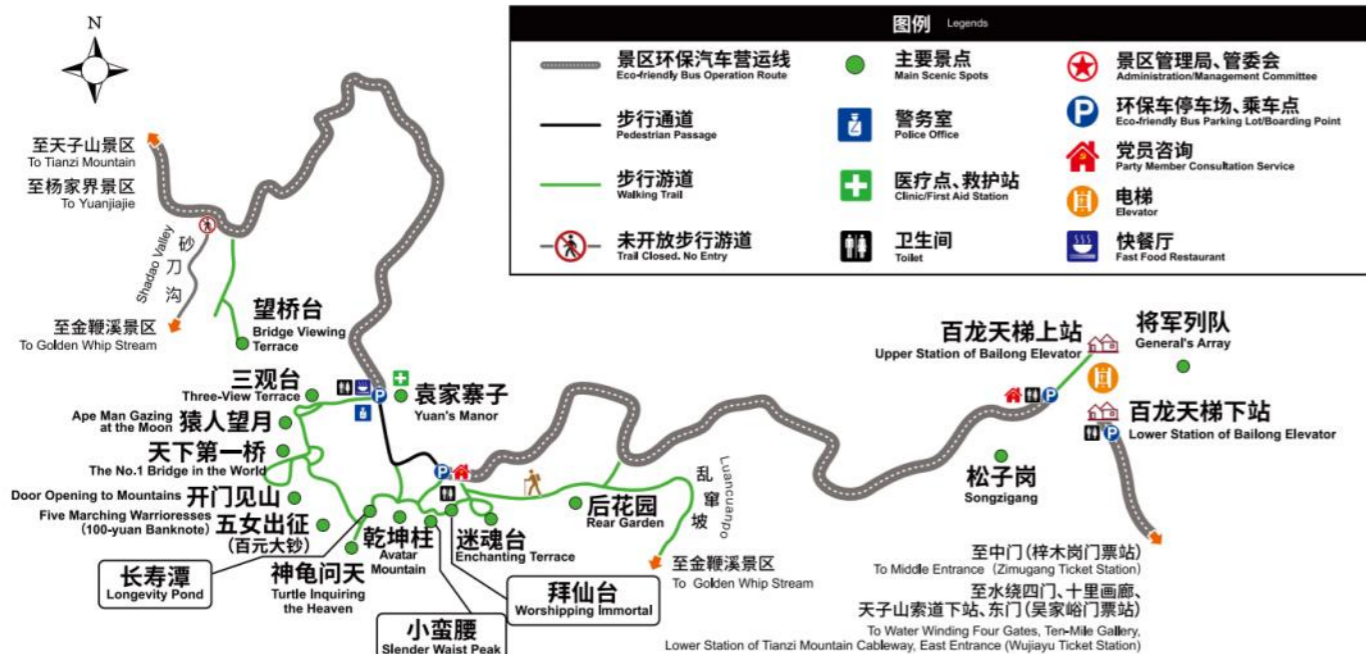 N
图例 Legends
景区环保汽车营运线
Eco-friendly Bus Operation Route
步行通道
Pedestrian Passage
步行游道
Walking Trail
未开放步行游道
Trail Closed. No Entry
主要景点
Main Scenic Spots
警务室
Police Office
医疗点、救护站
Clinic/First Aid Station
卫生间
Toilet
景区管理局、管委会
Administration/Management Committee
P
环保车停车场、乘车点
Eco-friendly Bus Parking Lot/Boarding Point
党员咨询
Party Member Consultation Service
电梯
Elevator
快餐厅
Fast Food Restaurant
至天子山景区
To Tianzi Mountain
至杨家界景区
To Yuanjiajie
砂刀沟
Shadao Valley
至金鞭溪景区
To Golden Whip Stream
望桥台
Bridge Viewing
Terrace
三观台
Three-View Terrace
P
袁家寨子
Yuan's Manor
猿人望月
Ape Man Gazing
at the Moon
天下第一桥
The No.1 Bridge in the World
开门见山
Door Opening to Mountains
五女出征
(百元大钞)
Five Marching Warrioresses
(100-yuan Banknote)
长寿潭
Longevity Pond
神龟问天
Turtle Inquiring
the Heaven
乾坤柱
Avatar
Mountain
小蛮腰
Slender Waist Peak
P
迷魂台
Enchanting Terrace
拜仙台
Worshipping Immortal
后花园
Rear Garden
乱窜坡
Luancuanpo
至金鞭溪景区
To Golden Whip Stream
百龙天梯上站
Upper Station of Bailong Elevator
P
将军列队
General's Array
百龙天梯下站
Lower Station of Bailong Elevator
P
松子岗
Songzigang
至中门(梓木岗门票站)
To Middle Entrance (Zimugang Ticket Station)
至水绕四门、十里画廊、
天子山索道下站、东门(吴家峪门票站)
To Water Winding Four Gates, Ten-Mile Gallery,
Lower Station of Tianzi Mountain Cableway, East Entrance (Wujiayu Ticket Station)